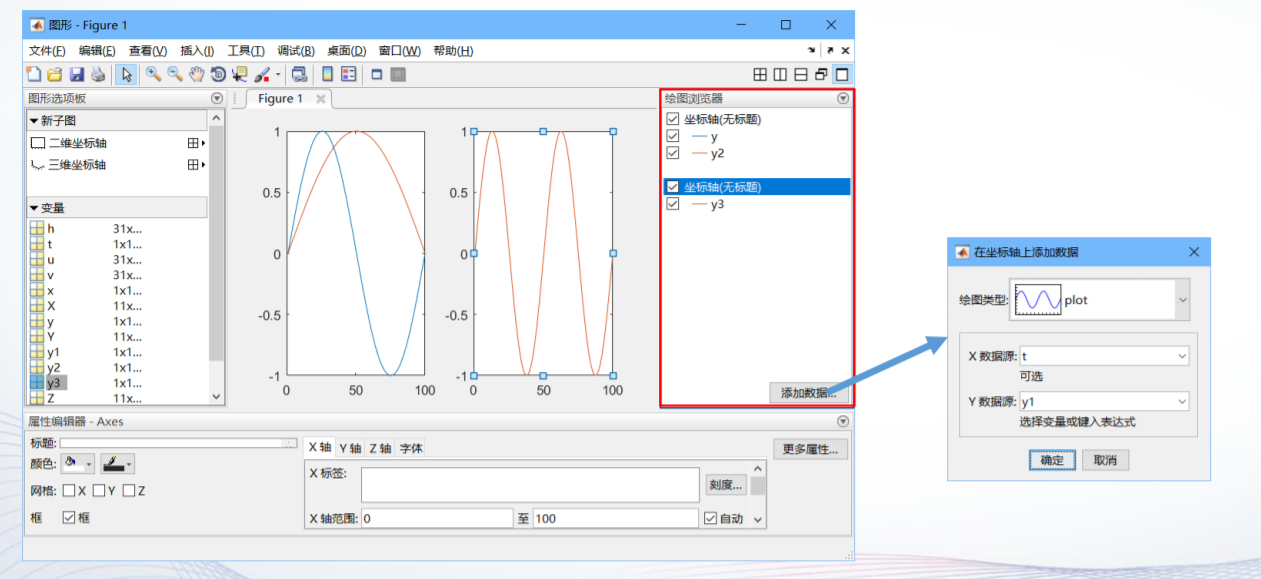 图形 - Figure 1
文件(F) 编辑(E) 查看(V) 插入(I) 工具(T) 调试(B) 桌面(D) 窗口(W) 帮助(H)
图形选项板
▼新子图
二维坐标轴
三维坐标轴
▼变量
h 31x...
t 1x1...
u 31x...
v 31x...
x 1x1...
X 11x...
y 1x1...
Y 11x...
y1 1x1...
y2 1x1...
y3 1x1...
Z 11x...
Figure 1
1
0.5
0
-0.5
-1
0 50 100
1
0.5
0
-0.5
-1
0 50 100
绘图浏览器
坐标轴(无标题)
y
y2
坐标轴(无标题)
y3
添加数据...
属性编辑器 - Axes
标题:
颜色:
网格: X Y Z
框 框
X 轴 Y 轴 Z 轴 字体
X 标签:
刻度...
X 轴范围: 0 至 100 自动
更多属性...
在坐标轴上添加数据
绘图类型: plot
X 数据源: t
可选
Y 数据源: y1
选择变量或键入表达式
确定 取消